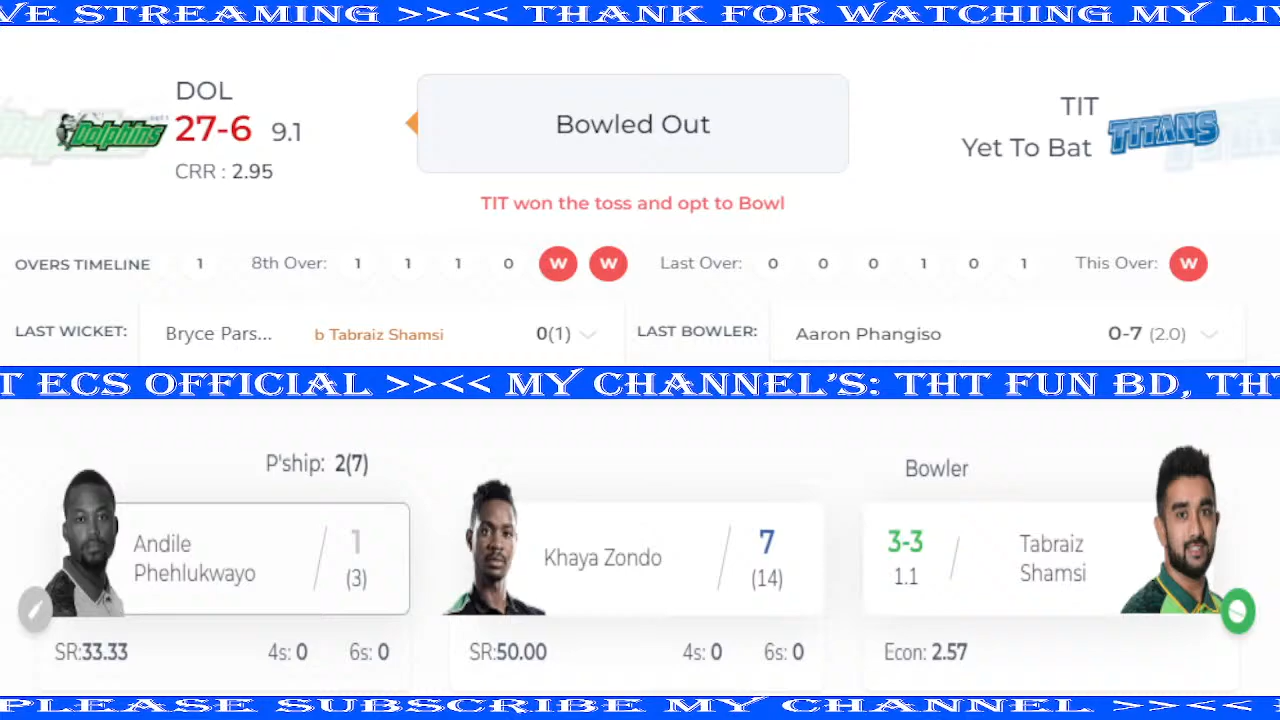 VE STREAMING >><< THANK FOR WATCHING MY LIV
DOL
27-6 9.1
CRR : 2.95
Dolphins
Bowled Out
TIT
Yet To Bat
TITANS
TIT won the toss and opt to Bowl
OVERS TIMELINE 1 8th Over: 1 1 1 0 W W Last Over: 0 0 0 1 0 1 This Over: W
LAST WICKET: Bryce Pars... b Tabraiz Shamsi 0(1) LAST BOWLER: Aaron Phangiso 0-7 (2.0)
T ECS OFFICIAL >><< MY CHANNEL'S: THT FUN BD, TH
P'ship: 2(7)
Andile
Phehlukwayo
1
(3)
SR:33.33 4s: 0 6s: 0
Khaya Zondo
7
(14)
SR:50.00 4s: 0 6s: 0
Bowler
3-3
1.1
Tabraiz
Shamsi
Econ: 2.57
PLEASE SUBSCRIBE MY CHANNEL >><<